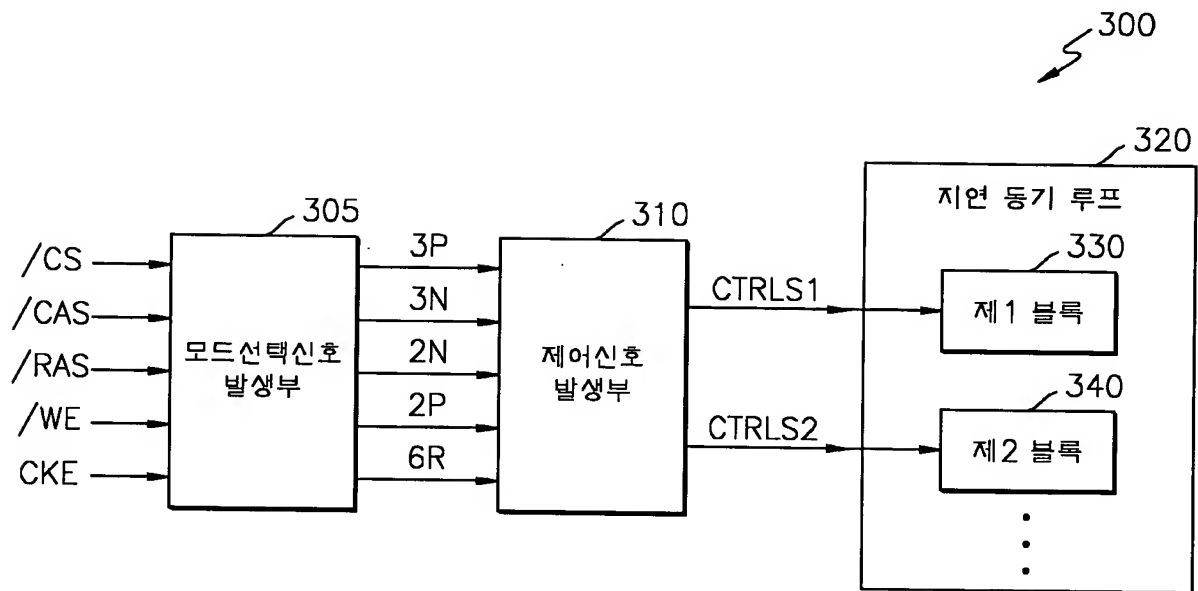 300
320
지연 동기 루프
305
310
330
/CS
/CAS
/RAS
/WE
CKE
모드선택신호
발생부
3P
3N
2N
2P
6R
제어신호
발생부
CTRLS1
CTRLS2
제1 블록
340
제2 블록